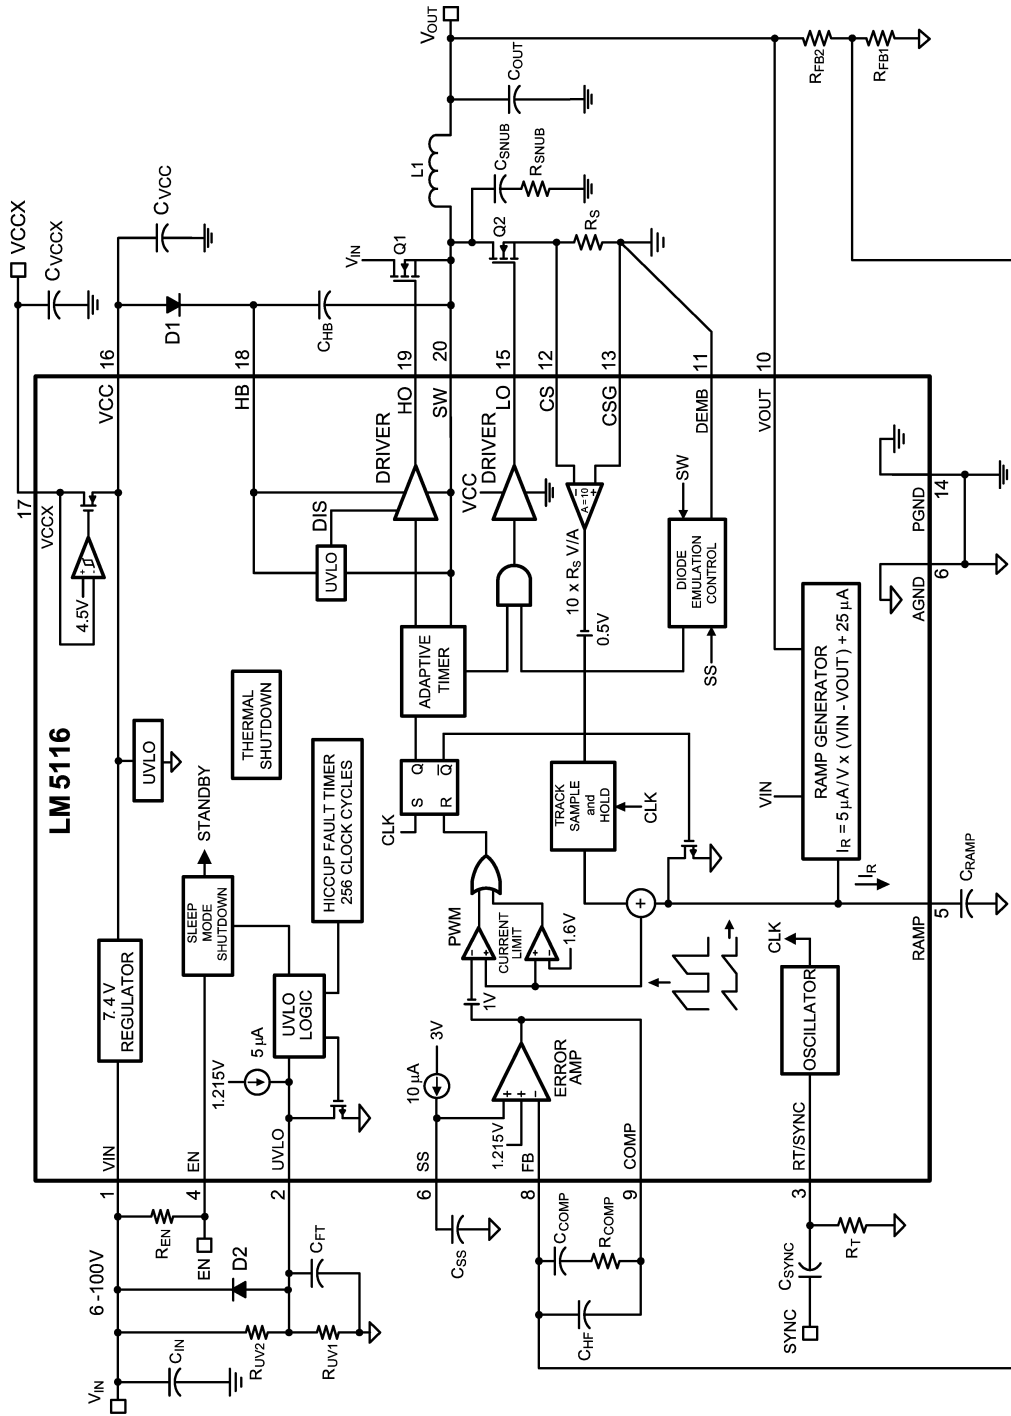 LM5116
VIN
6 -100V
CIN
RUV2
RUV1
D2
CFT
REN
EN
1
VIN
4
EN
2
UVLO
7.4 V
REGULATOR
1.215V
5 µA
UVLO
LOGIC
SLEEP
MODE
SHUTDOWN
STANDBY
HICCUP FAULT TIMER
256 CLOCK CYCLES
THERMAL
SHUTDOWN
UVLO
4.5V
+
-
17
VCCX
VCCX
CVCCX
VCC
16
CVCC
D1
HB
18
CHB
UVLO
DIS
DRIVER
HO
19
VIN
Q1
SW
20
L1
VOUT
COUT
CSNUB
RSNUB
Q2
VCC
DRIVER
LO
15
CS
12
RS
CSG
13
A = 10
-
+
10 x RS V/A
0.5V
DEMB
11
SW
DIODE
EMULATION
CONTROL
SS
ADAPTIVE
TIMER
CLK
S
Q
R
Q
PWM
-
+
CURRENT
LIMIT
+
-
1.6V
1V
TRACK
SAMPLE
and
HOLD
CLK
+
CSS
6
SS
10 µA
3V
1.215V
+
+
-
ERROR
AMP
8
FB
9
COMP
CCOMP
RCOMP
CHF
SYNC
CSYNC
RT
3
RT/SYNC
OSCILLATOR
CLK
VOUT
10
RFB2
RFB1
VIN
RAMP GENERATOR
IR = 5 µA/V x (VIN - VOUT) + 25 µA
IR
RAMP
5
CRAMP
AGND
6
PGND
14